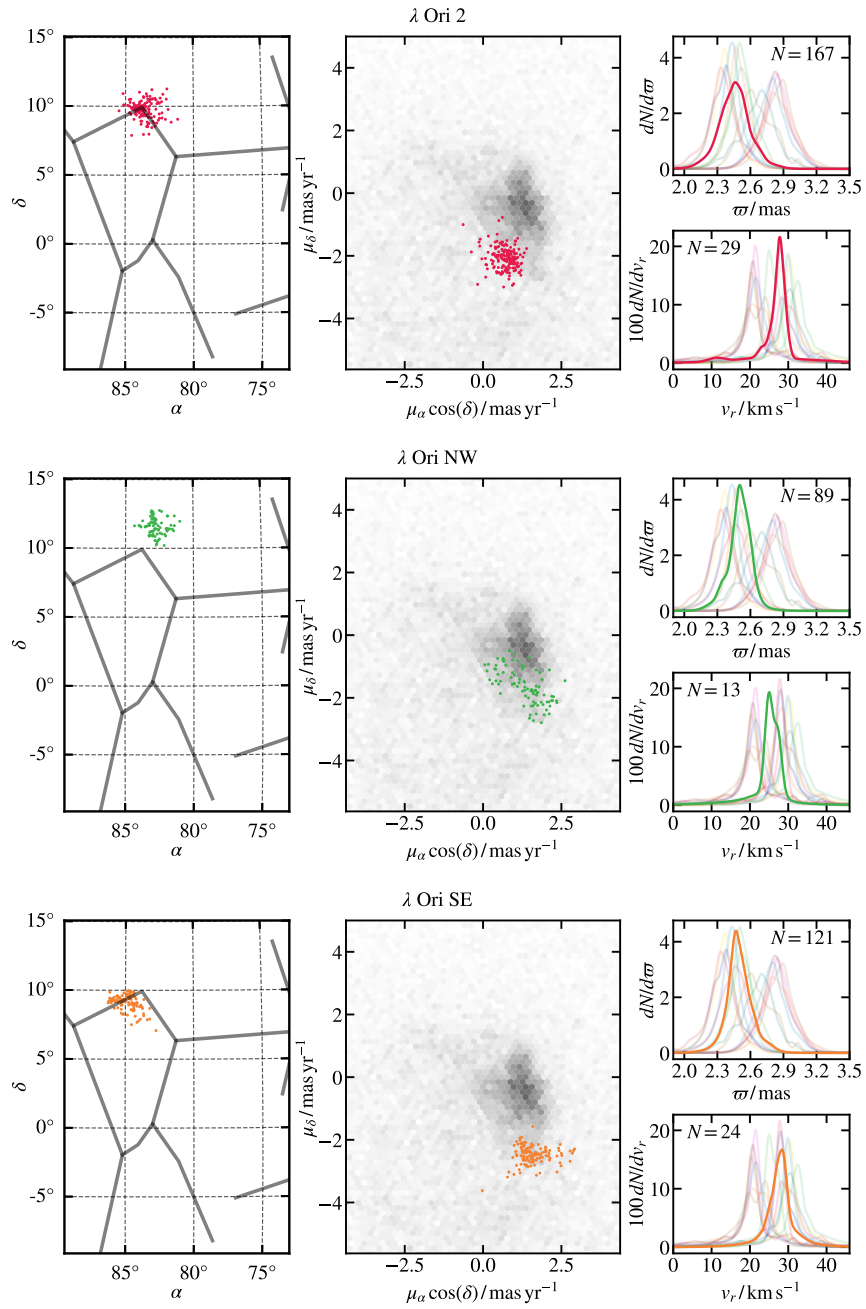 λ Ori 2
15°
10°
5°
0°
-5°
δ
85° 80° 75°
α
4
2
0
−2
−4
μδ / mas yr⁻¹
−2.5 0.0 2.5
μα cos(δ) / mas yr⁻¹
N = 167
4
2
0
dN/dϖ
2.0 2.3 2.6 2.9 3.2 3.5
ϖ / mas
N = 29
20
10
0
100 dN/dvr
0 10 20 30 40
vr / km s⁻¹
λ Ori NW
15°
10°
5°
0°
-5°
δ
85° 80° 75°
α
4
2
0
−2
−4
μδ / mas yr⁻¹
−2.5 0.0 2.5
μα cos(δ) / mas yr⁻¹
N = 89
4
2
0
dN/dϖ
2.0 2.3 2.6 2.9 3.2 3.5
ϖ / mas
N = 13
20
10
0
100 dN/dvr
0 10 20 30 40
vr / km s⁻¹
λ Ori SE
15°
10°
5°
0°
-5°
δ
85° 80° 75°
α
4
2
0
−2
−4
μδ / mas yr⁻¹
−2.5 0.0 2.5
μα cos(δ) / mas yr⁻¹
N = 121
4
2
0
dN/dϖ
2.0 2.3 2.6 2.9 3.2 3.5
ϖ / mas
N = 24
20
10
0
100 dN/dvr
0 10 20 30 40
vr / km s⁻¹